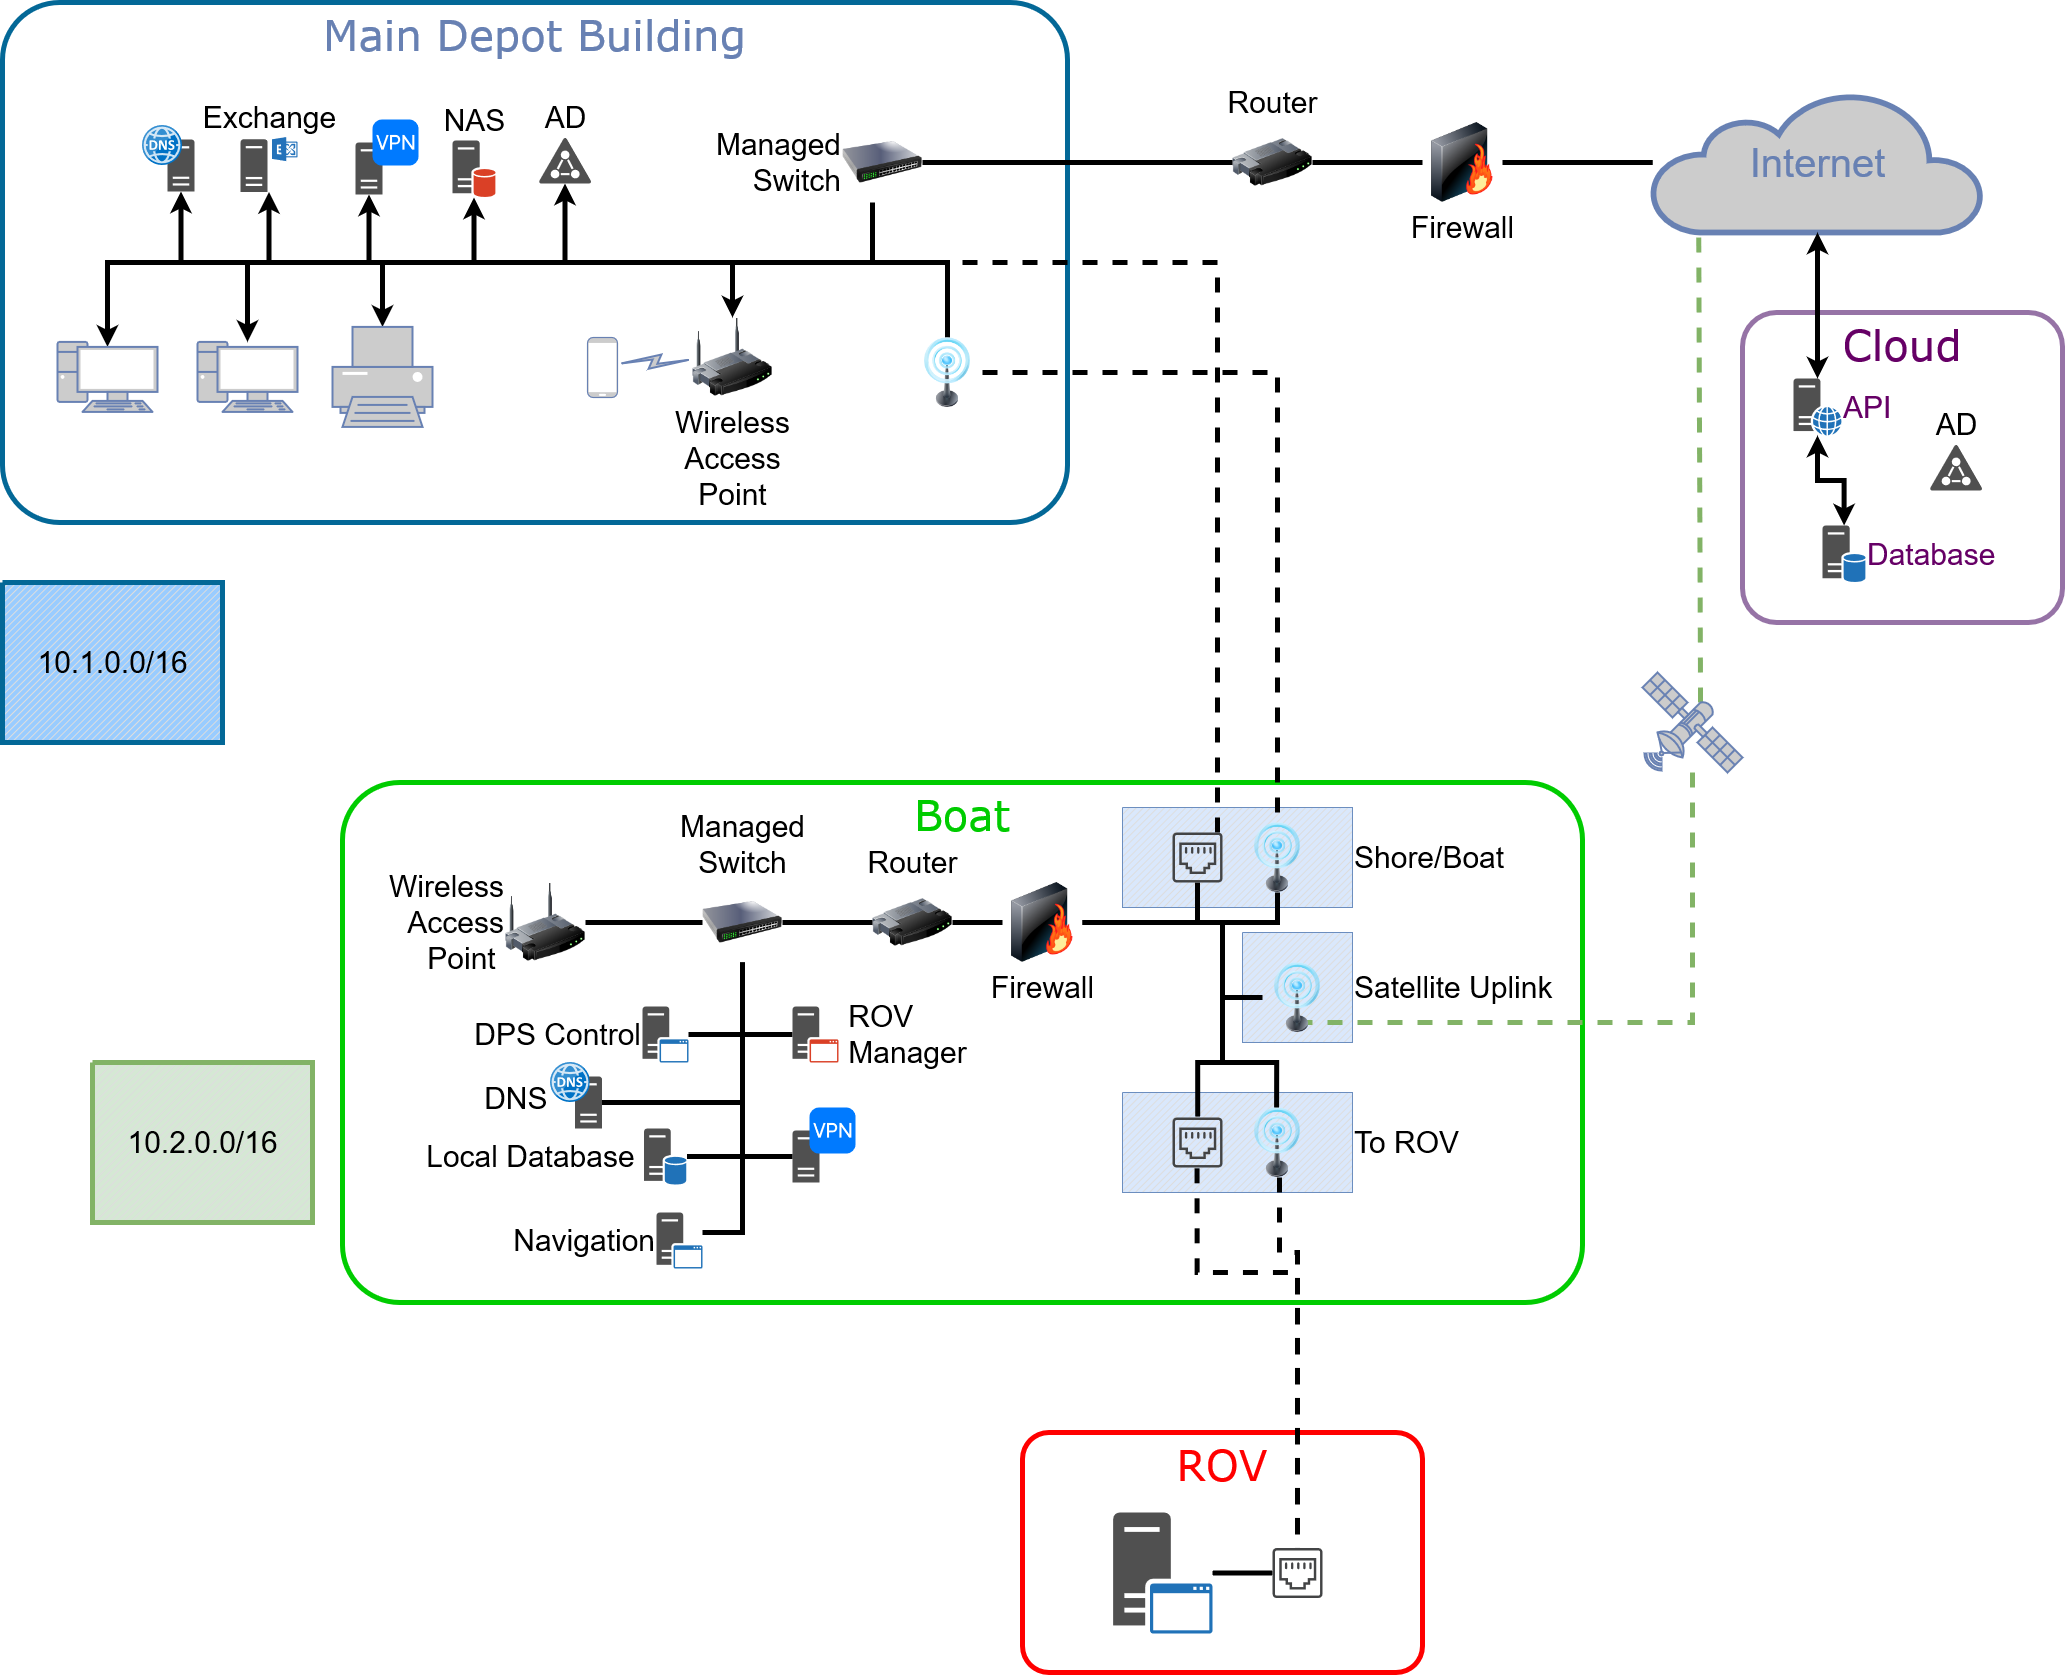 Main Depot Building
DNS
Exchange
VPN
NAS
AD
Managed
Switch
Router
Firewall
Internet
Wireless
Access
Point
Cloud
API
AD
Database
10.1.0.0/16
Boat
Wireless
Access
Point
Managed
Switch
Router
Firewall
Shore/Boat
Satellite Uplink
To ROV
DPS Control
ROV
Manager
DNS
DNS
Local Database
VPN
Navigation
10.2.0.0/16
ROV